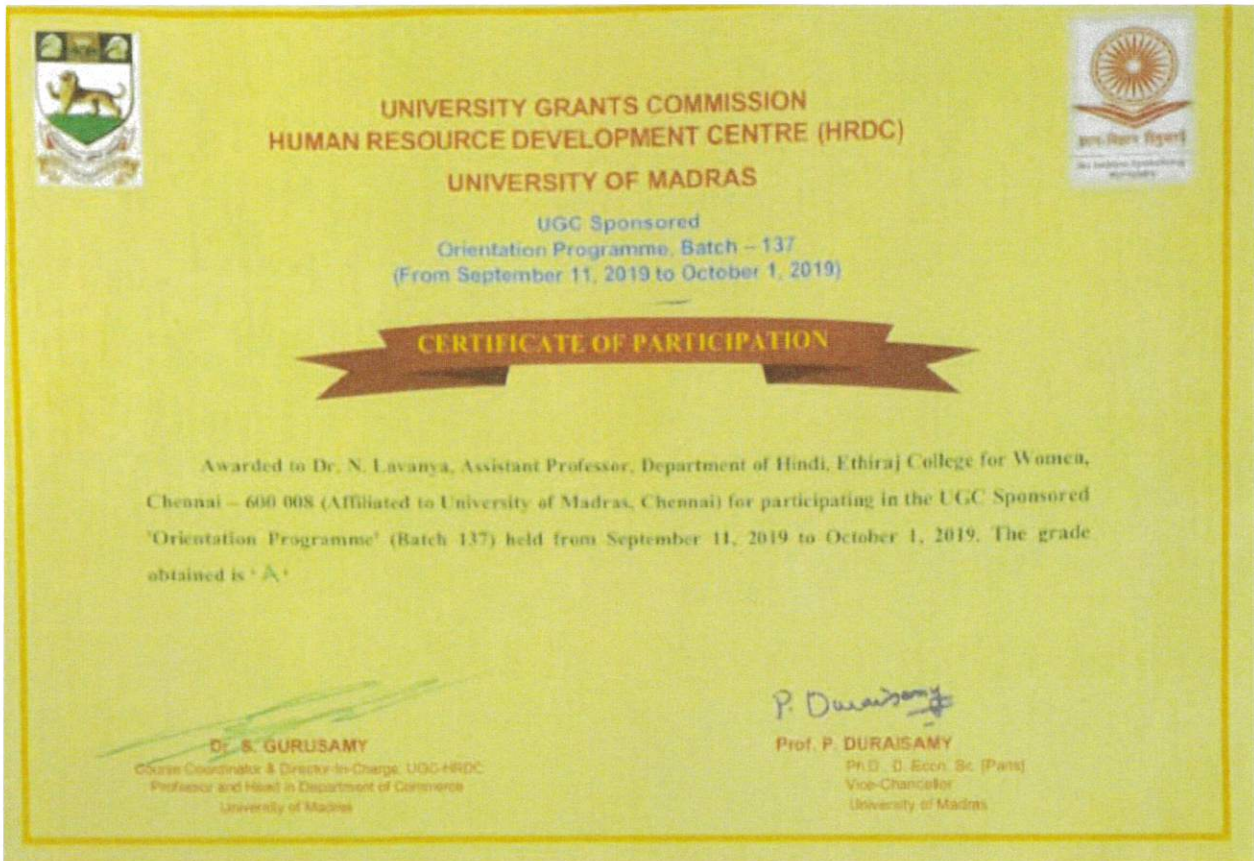 UNIVERSITY GRANTS COMMISSION
HUMAN RESOURCE DEVELOPMENT CENTRE (HRDC)
UNIVERSITY OF MADRAS
UGC Sponsored
Orientation Programme, Batch – 137
(From September 11, 2019 to October 1, 2019)
CERTIFICATE OF PARTICIPATION
Awarded to Dr. N. Lavanya, Assistant Professor, Department of Hindi, Ethiraj College for Women,
Chennai – 600 008 (Affiliated to University of Madras, Chennai) for participating in the UGC Sponsored
'Orientation Programme' (Batch 137) held from September 11, 2019 to October 1, 2019. The grade
obtained is 'A'
P. Duraisamy
Dr. S. GURUSAMY
Course Coordinator & Director-In-Charge, UGC-HRDC
Professor and Head in Department of Commerce
University of Madras
Prof. P. DURAISAMY
Ph.D., D. Econ. Sc. [Paris]
Vice-Chancellor
University of Madras